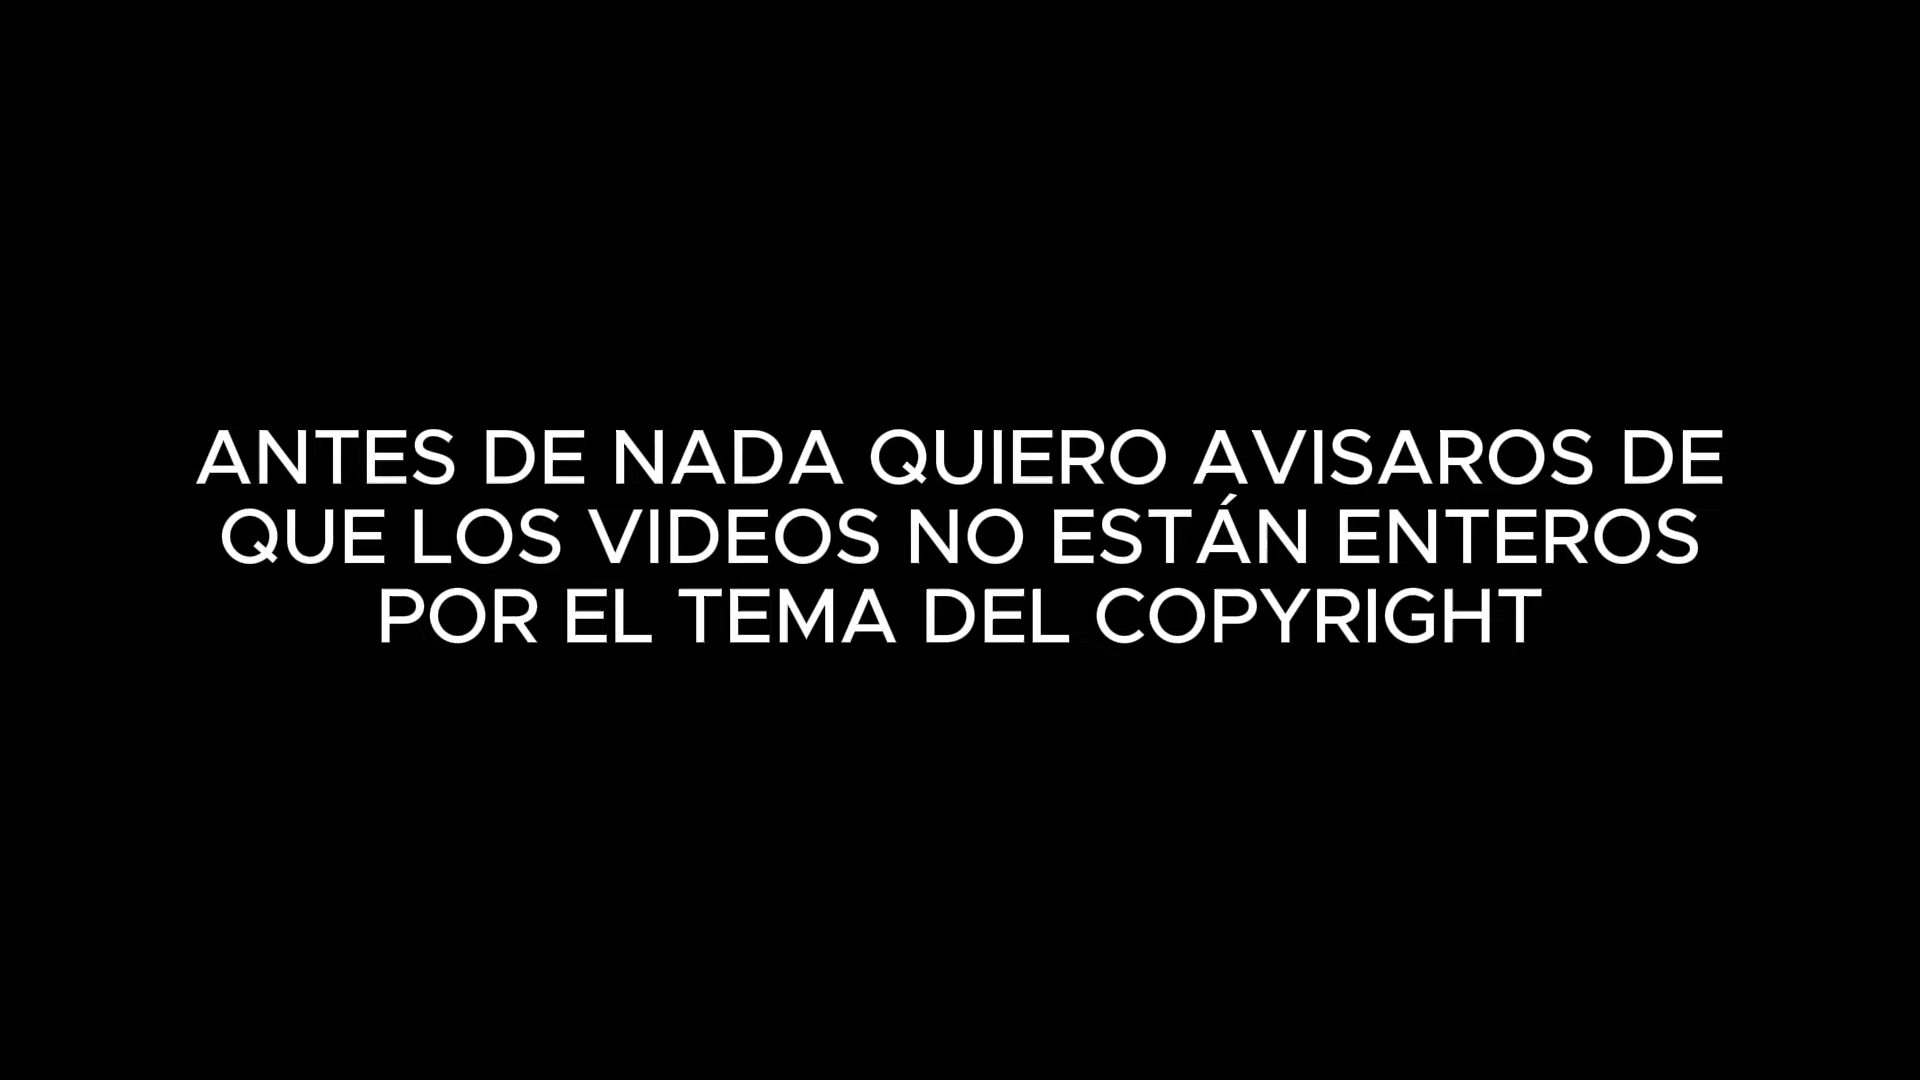 ANTES DE NADA QUIERO AVISAROS DE
QUE LOS VIDEOS NO ESTÁN ENTEROS
POR EL TEMA DEL COPYRIGHT